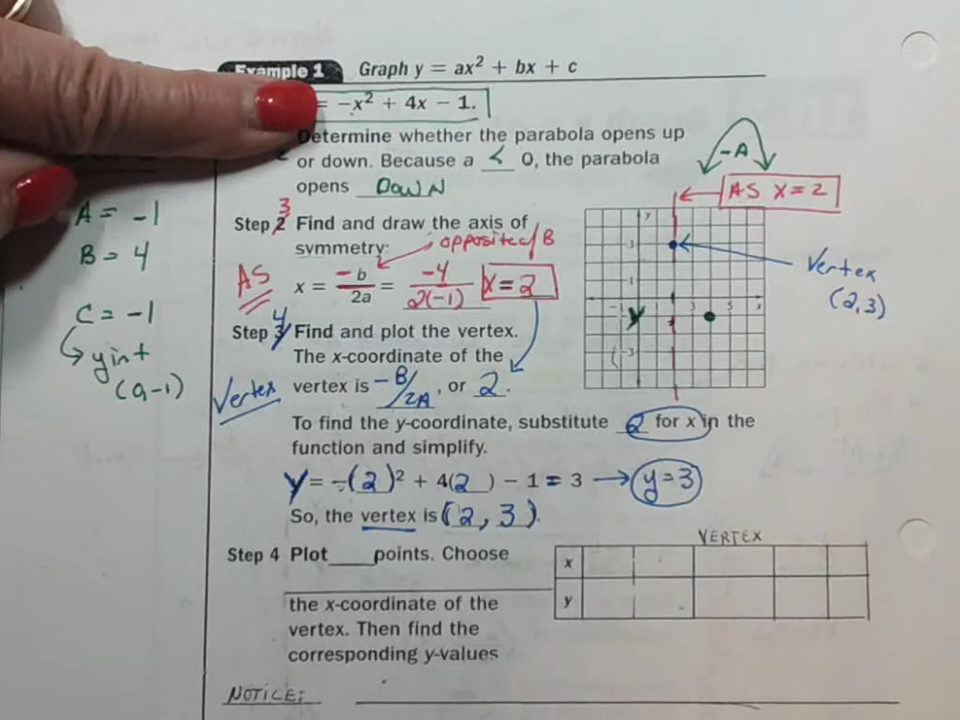 Example 1 Graph y = ax² + bx + c
= -x² + 4x - 1.
Determine whether the parabola opens up
or down. Because a < 0, the parabola
opens DOWN
-A
AS X = 2
A = -1
B = 4
C = -1
y int
(0,-1)
Step 2 3 Find and draw the axis of
symmetry:
opposite of B
AS x = -b/2a = -4/2(-1) X = 2
Vertex
(2,3)
Step 3 4 Find and plot the vertex.
The x-coordinate of the
Vertex vertex is -B/2A, or 2.
To find the y-coordinate, substitute 2 for x in the
function and simplify.
y = -(2)² + 4(2) - 1 = 3 → y = 3
So, the vertex is (2, 3).
Step 4 Plot ____ points. Choose
the x-coordinate of the
vertex. Then find the
corresponding y-values
VERTEX
x
y
NOTICE: